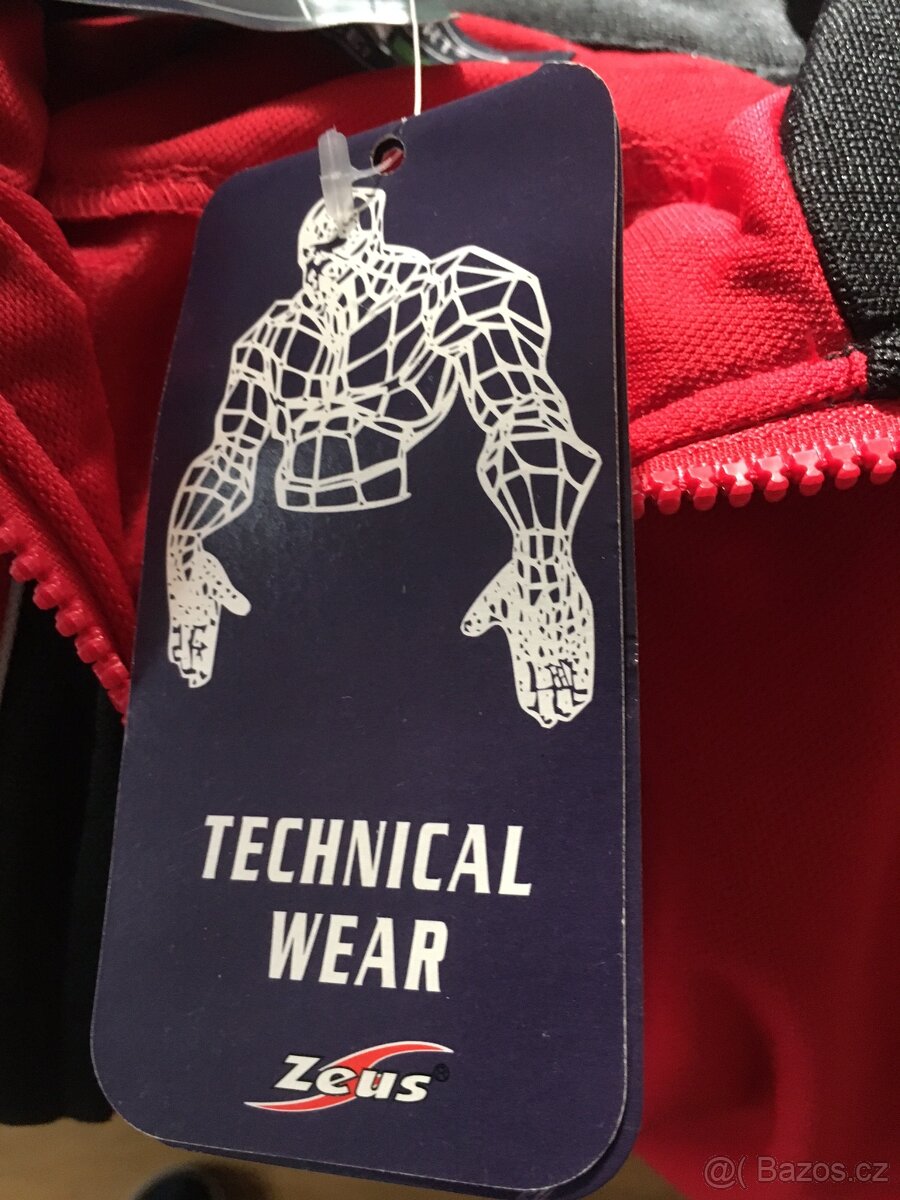 TECHNICAL
WEAR
Zeus®
@( Bazos.cz